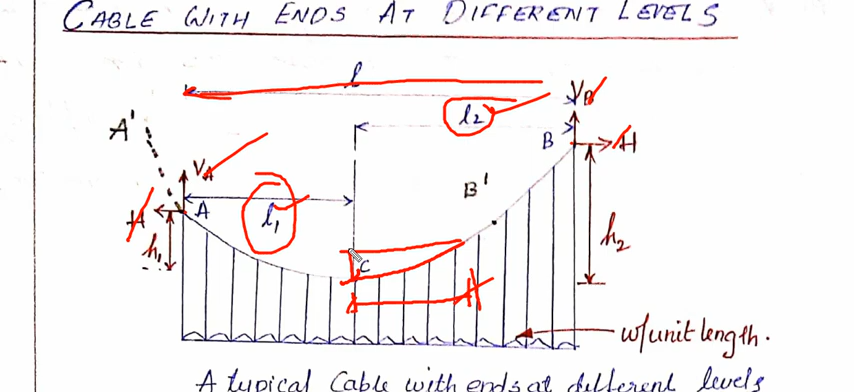 CABLE WITH ENDS AT DIFFERENT LEVELS
l
VB
l2
A'
B
H
VA
B'
H
A
l1
h1
h2
C
w/unit length.
A typical Cable with ends at different levels